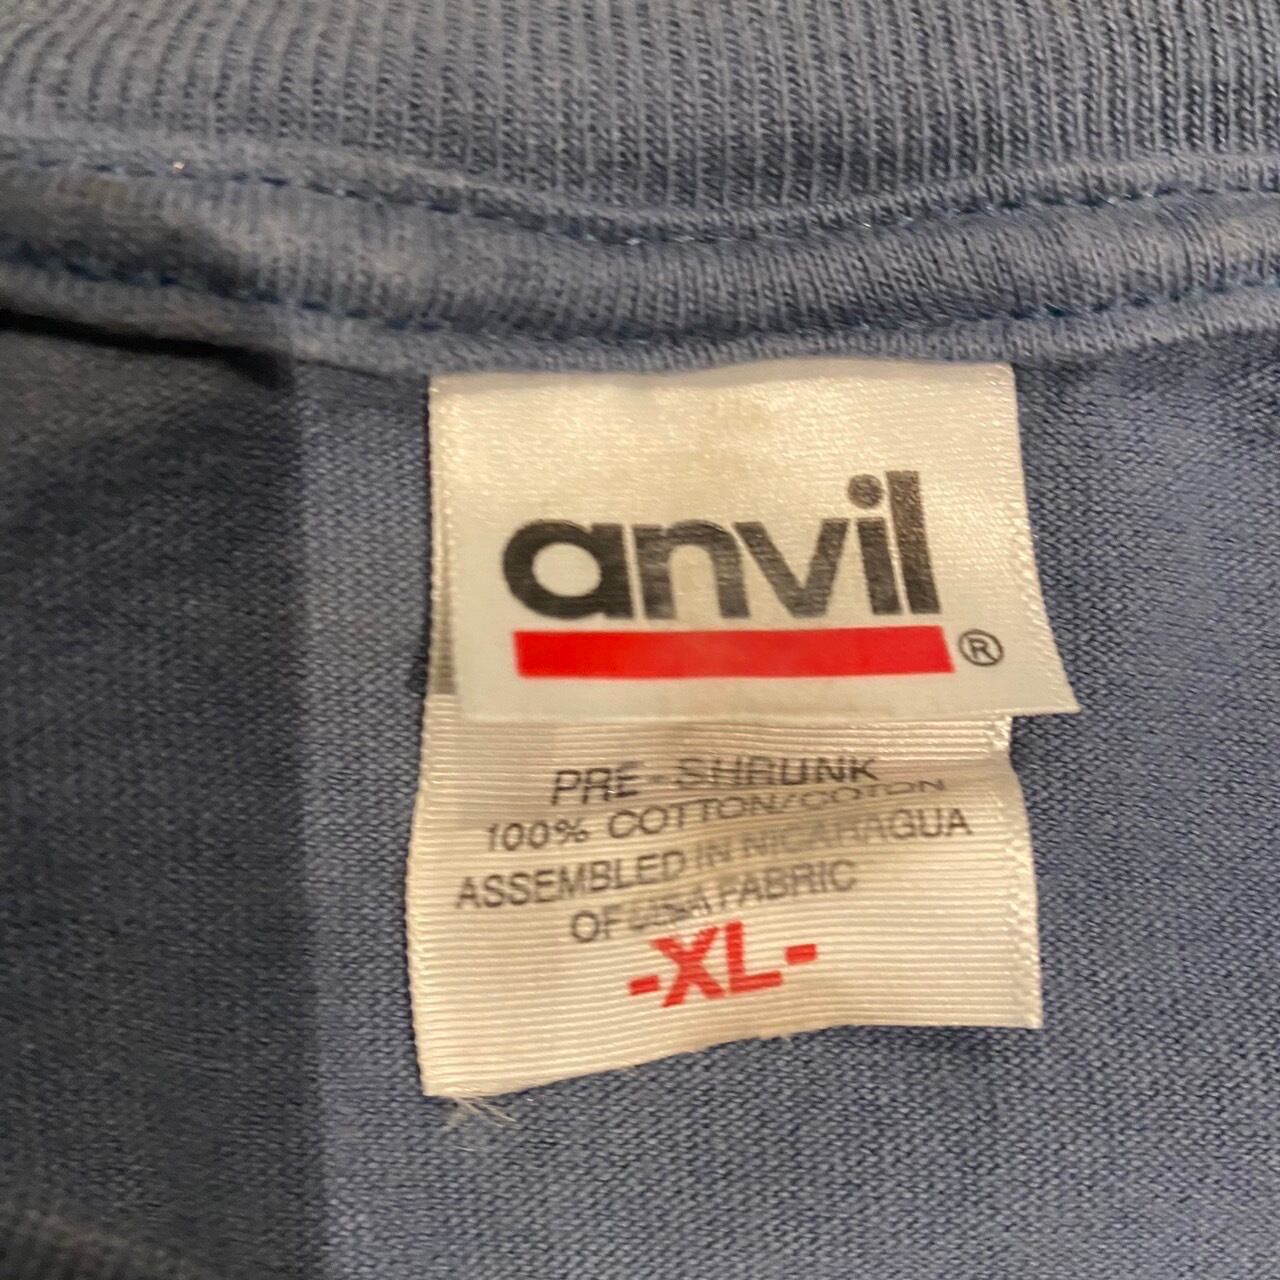 anvil
®
PRE-SHRUNK
100% COTTON/COTON
ASSEMBLED IN NICARAGUA
OF USA FABRIC
-XL-